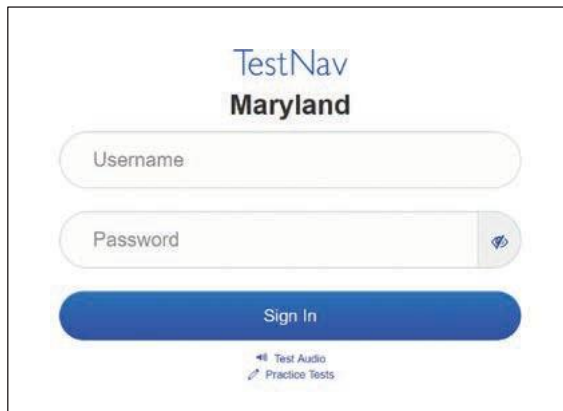 TestNav
Maryland
Username
Password
Sign In
Test Audio
Practice Tests